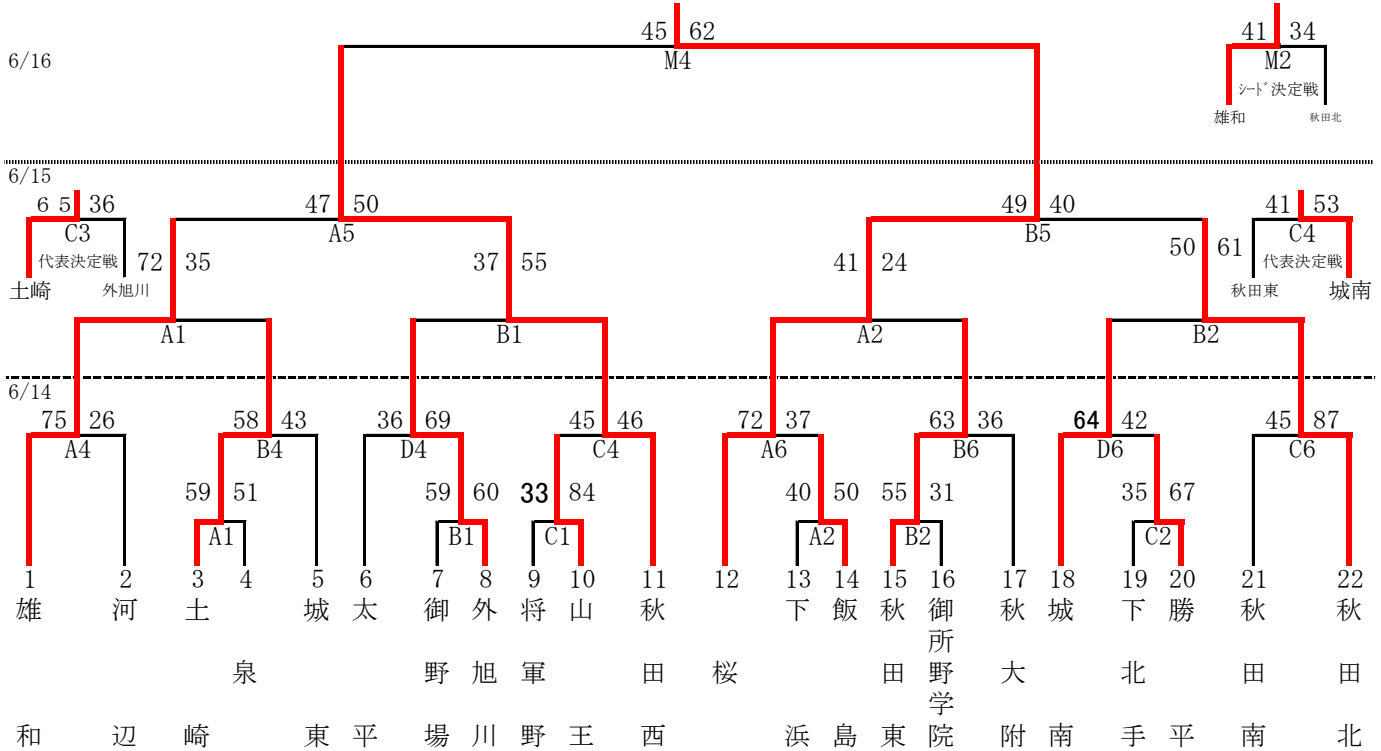 45 62
41 34
6/16
M4
M2
シード決定戦
雄和 秋田北
6/15
6 5 36
47 50
49 40
41 53
C3
A5
B5
C4
代表決定戦
72 35
37 55
41 24
50 61
代表決定戦
土崎 外旭川
秋田東 城南
A1
B1
A2
B2
6/14
75 26
58 43
36 69
45 46
72 37
63 36
64 42
45 87
A4
B4
D4
C4
A6
B6
D6
C6
59 51
59 60
33 84
40 50
55 31
35 67
A1
B1
C1
A2
B2
C2
1 2 3 4 5 6 7 8 9 10 11 12 13 14 15 16 17 18 19 20 21 22
雄和
河辺
土崎
泉
城東
太平
御野場
外旭川
将軍野
山王
秋田西
桜
下浜
飯島
秋田東
御所野学院
秋大附
城南
下北手
勝平
秋田南
秋田北